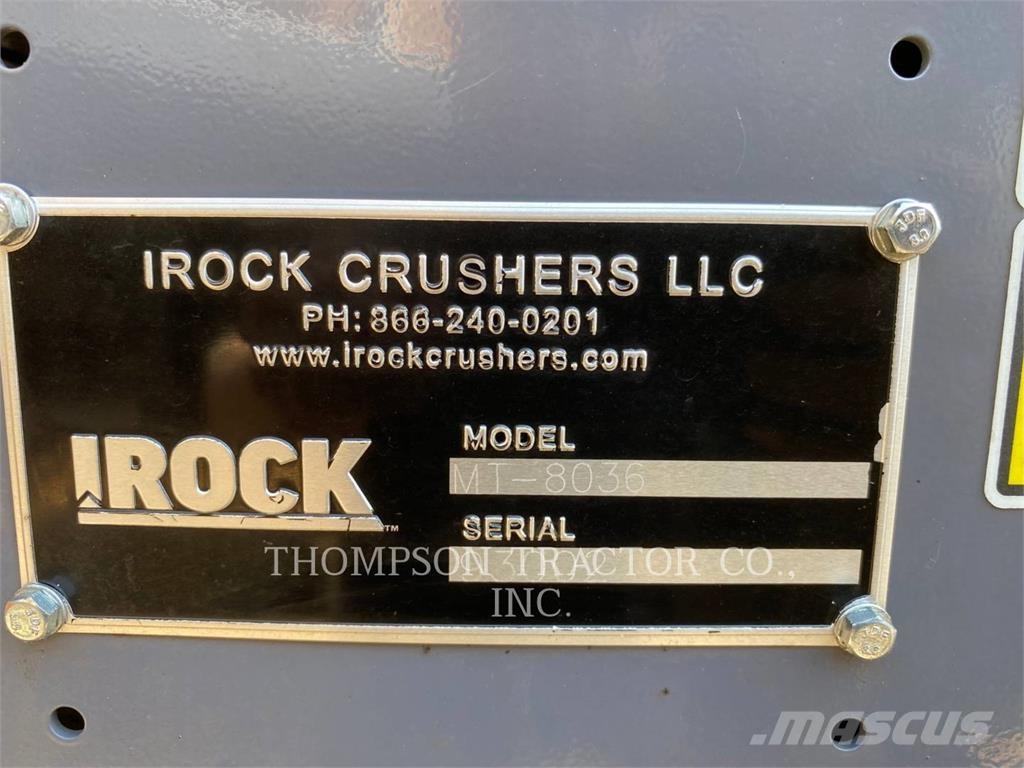 IROCK CRUSHERS LLC
PH: 866-240-0201
www.irockcrushers.com
IROCK™
MODEL
MT-8036
SERIAL
THOMPSON TRACTOR CO.,
INC.
MASCUS